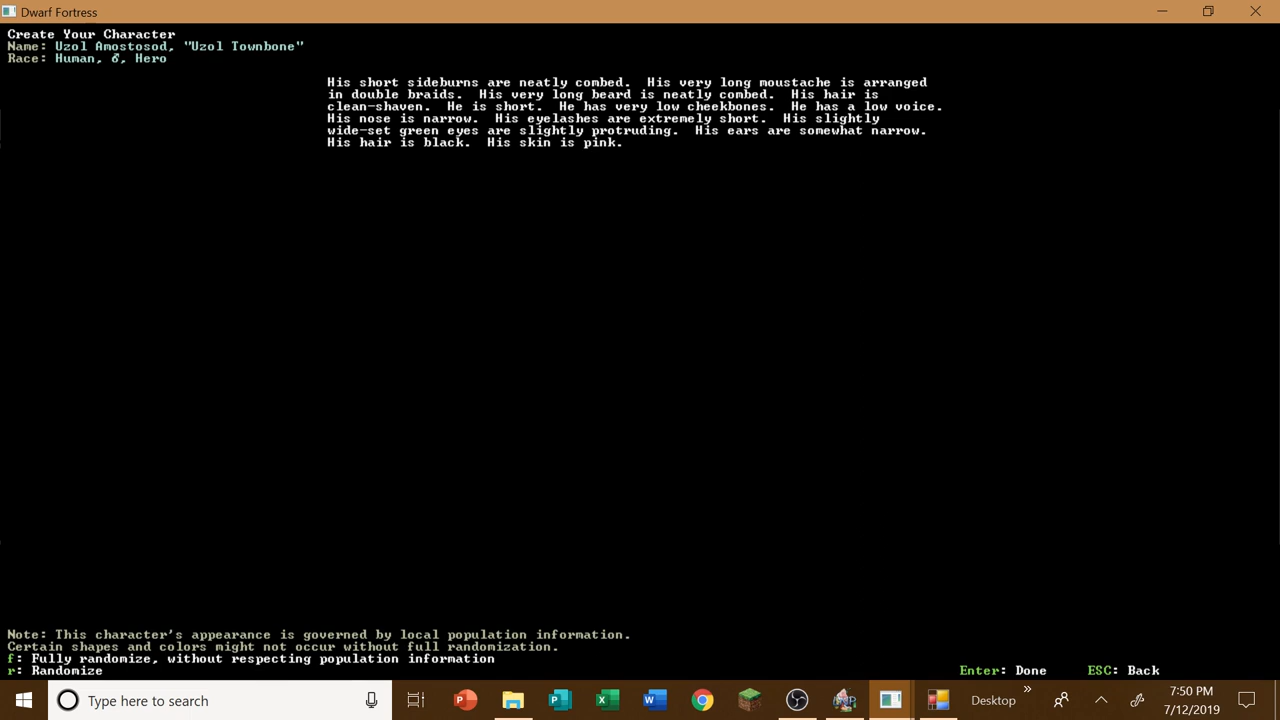 Dwarf Fortress
Create Your Character
Name: Uzol Amostosod, "Uzol Townbone"
Race: Human, ♂, Hero
His short sideburns are neatly combed. His very long moustache is arranged
in double braids. His very long beard is neatly combed. His hair is
clean-shaven. He is short. He has very low cheekbones. He has a low voice.
His nose is narrow. His eyelashes are extremely short. His slightly
wide-set green eyes are slightly protruding. His ears are somewhat narrow.
His hair is black. His skin is pink.
Note: This character's appearance is governed by local population information.
Certain shapes and colors might not occur without full randomization.
f: Fully randomize, without respecting population information
r: Randomize
Enter: Done ESC: Back
Type here to search
Desktop
7:50 PM
7/12/2019